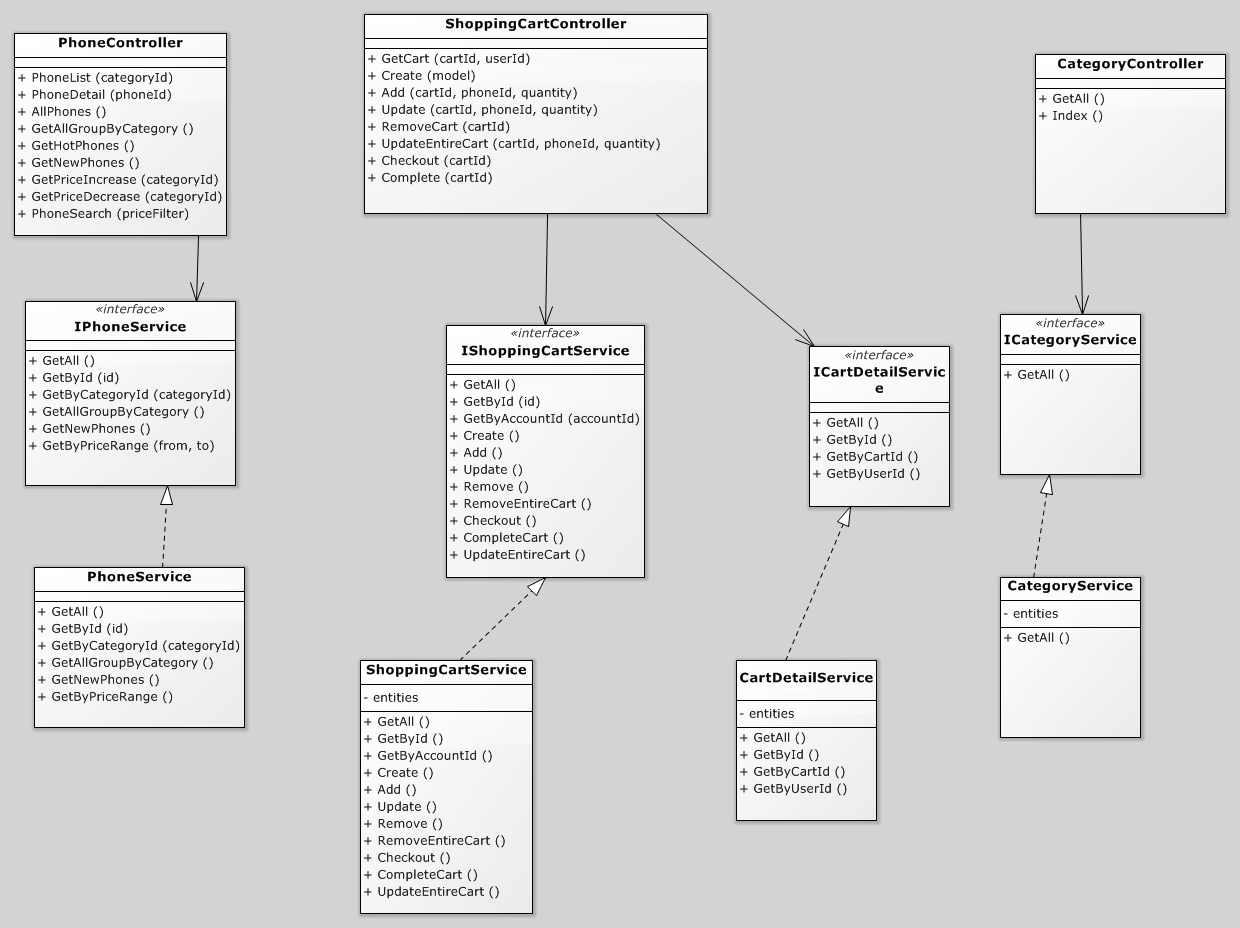 PhoneController
+ PhoneList (categoryId)
+ PhoneDetail (phoneId)
+ AllPhones ()
+ GetAllGroupByCategory ()
+ GetHotPhones ()
+ GetNewPhones ()
+ GetPriceIncrease (categoryId)
+ GetPriceDecrease (categoryId)
+ PhoneSearch (priceFilter)
ShoppingCartController
+ GetCart (cartId, userId)
+ Create (model)
+ Add (cartId, phoneId, quantity)
+ Update (cartId, phoneId, quantity)
+ RemoveCart (cartId)
+ UpdateEntireCart (cartId, phoneId, quantity)
+ Checkout (cartId)
+ Complete (cartId)
CategoryController
+ GetAll ()
+ Index ()
«interface»
IPhoneService
+ GetAll ()
+ GetById (id)
+ GetByCategoryId (categoryId)
+ GetAllGroupByCategory ()
+ GetNewPhones ()
+ GetByPriceRange (from, to)
«interface»
IShoppingCartService
+ GetAll ()
+ GetById (id)
+ GetByAccountId (accountId)
+ Create ()
+ Add ()
+ Update ()
+ Remove ()
+ RemoveEntireCart ()
+ Checkout ()
+ CompleteCart ()
+ UpdateEntireCart ()
«interface»
ICartDetailServic
e
+ GetAll ()
+ GetById ()
+ GetByCartId ()
+ GetByUserId ()
«interface»
ICategoryService
+ GetAll ()
PhoneService
+ GetAll ()
+ GetById (id)
+ GetByCategoryId (categoryId)
+ GetAllGroupByCategory ()
+ GetNewPhones ()
+ GetByPriceRange ()
ShoppingCartService
- entities
+ GetAll ()
+ GetById ()
+ GetByAccountId ()
+ Create ()
+ Add ()
+ Update ()
+ Remove ()
+ RemoveEntireCart ()
+ Checkout ()
+ CompleteCart ()
+ UpdateEntireCart ()
CartDetailService
- entities
+ GetAll ()
+ GetById ()
+ GetByCartId ()
+ GetByUserId ()
CategoryService
- entities
+ GetAll ()